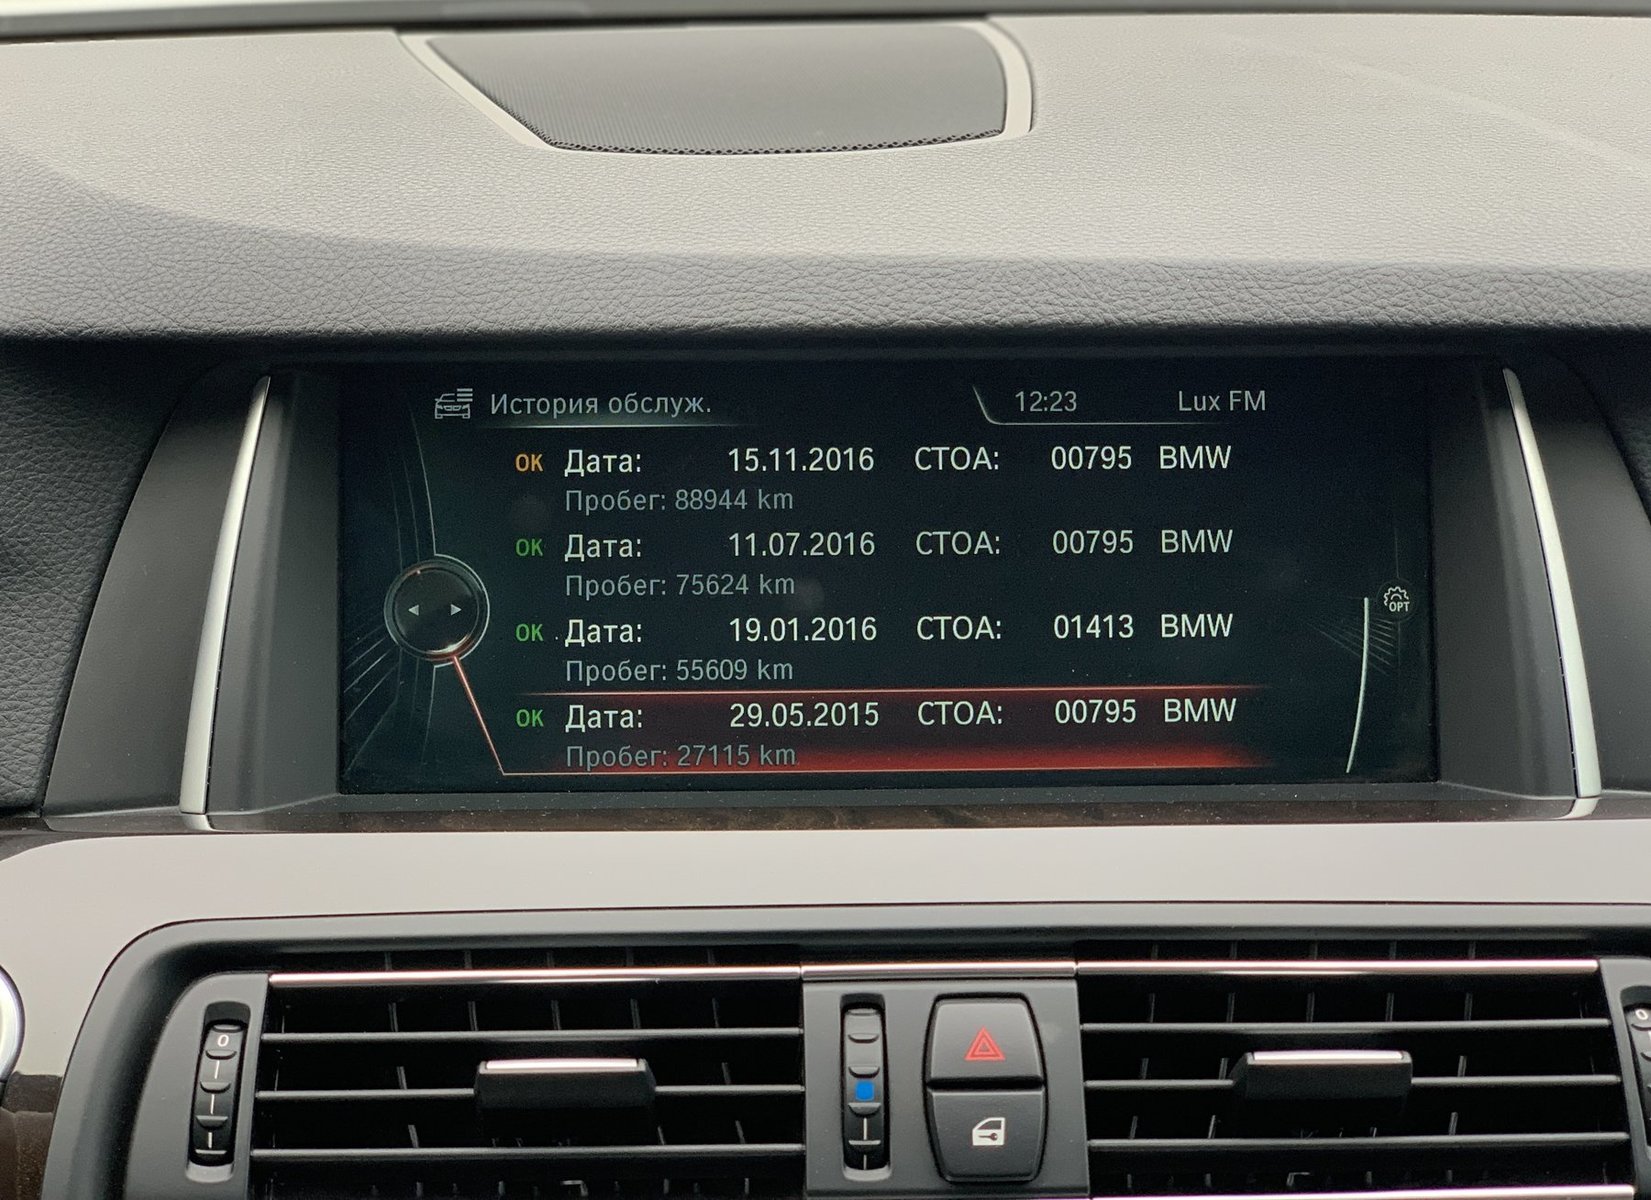 История обслуж. 12:23 Lux FM
OK Дата: 15.11.2016 СТОА: 00795 BMW
Пробег: 88944 km
OK Дата: 11.07.2016 СТОА: 00795 BMW
Пробег: 75624 km
OPT
OK Дата: 19.01.2016 СТОА: 01413 BMW
Пробег: 55609 km
OK Дата: 29.05.2015 СТОА: 00795 BMW
Пробег: 27115 km
0
0